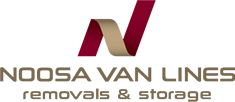 NOOSA VAN LINES
removals & storage